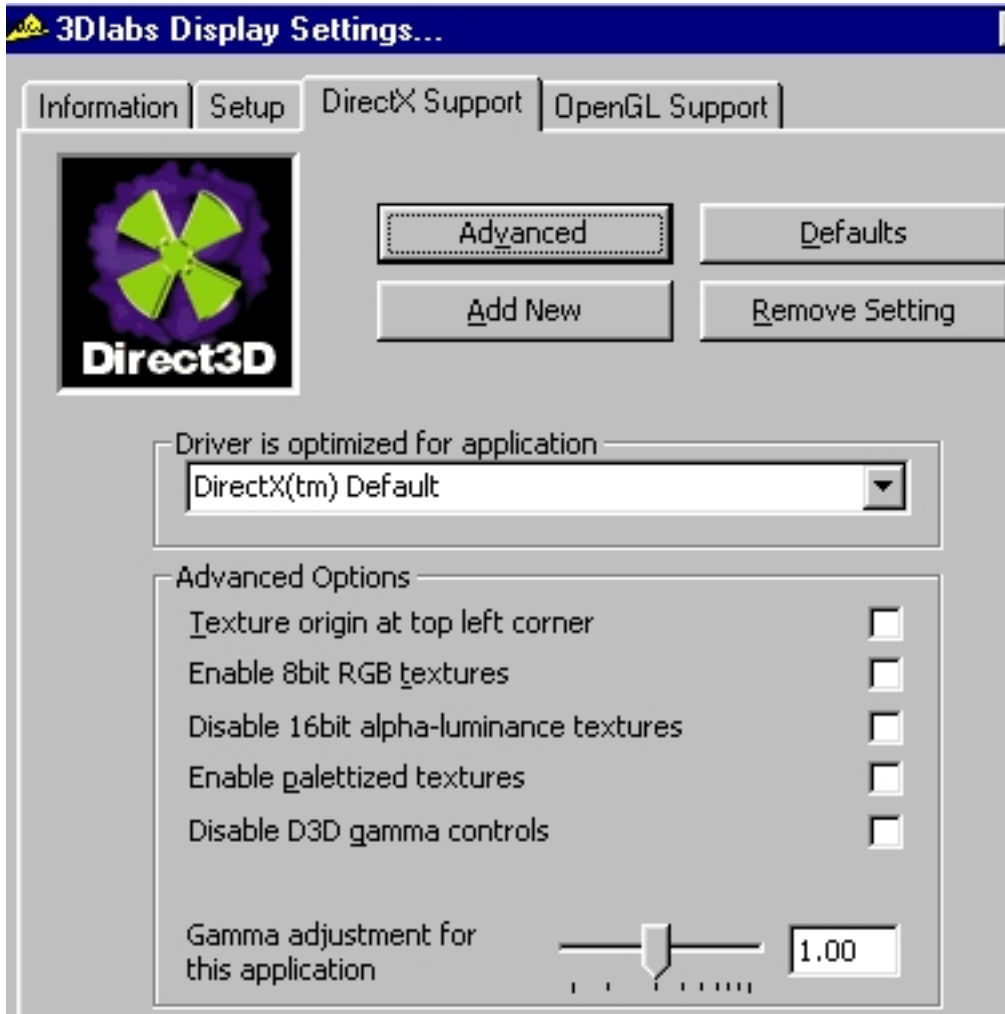 3Dlabs Display Settings...
Information
Setup
DirectX Support
OpenGL Support
Direct3D
Advanced
Defaults
Add New
Remove Setting
Driver is optimized for application
DirectX(tm) Default
Advanced Options
Texture origin at top left corner
Enable 8bit RGB textures
Disable 16bit alpha-luminance textures
Enable palettized textures
Disable D3D gamma controls
Gamma adjustment for
this application
1.00